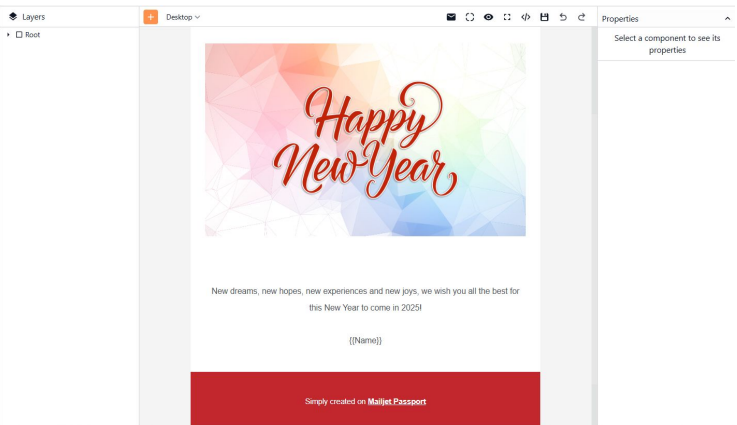 Layers
Desktop
Properties
Root
Select a component to see its
properties
Happy
New Year
New dreams, new hopes, new experiences and new joys, we wish you all the best for
this New Year to come in 2025!
{{Name}}
Simply created on Mailjet Passport